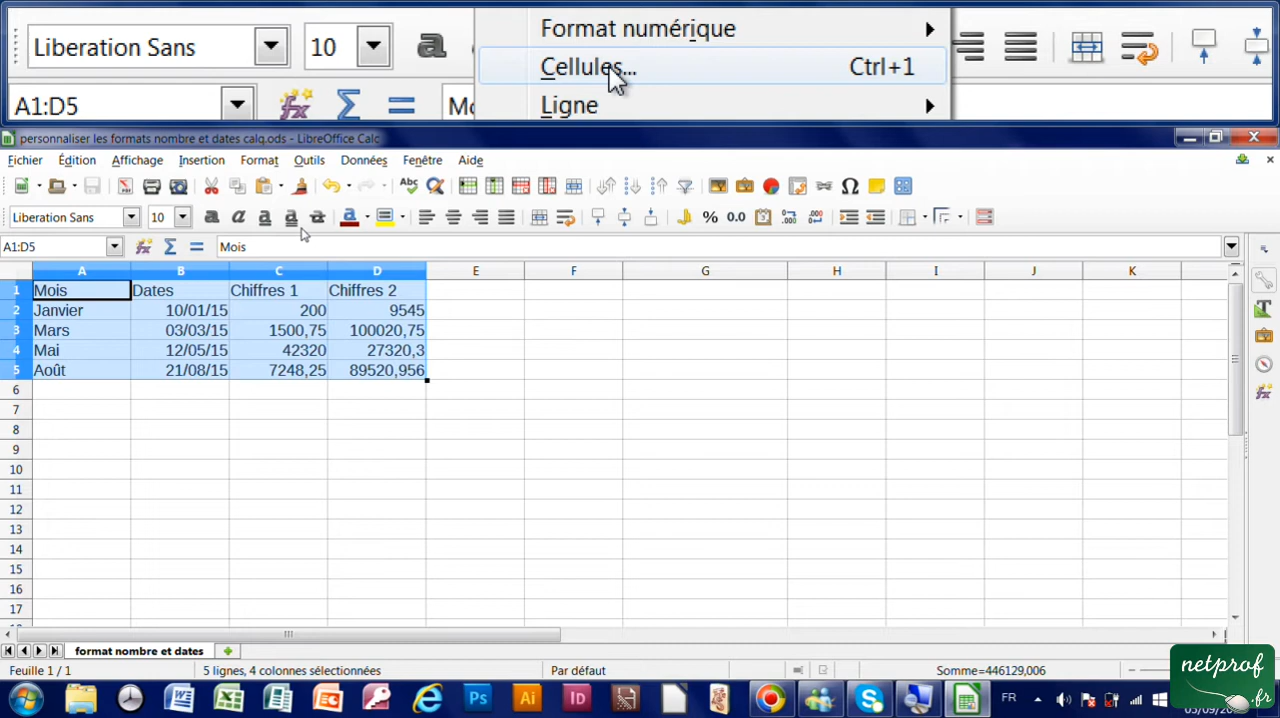 Format numérique
Liberation Sans 10
Cellules... Ctrl+1
A1:D5
Ligne
personnaliser les formats nombre et dates calq.ods - LibreOffice Calc
Fichier Édition Affichage Insertion Format Outils Données Fenêtre Aide
Liberation Sans 10
A1:D5 Mois
A B C D E F G H I J K
1 Mois Dates Chiffres 1 Chiffres 2
2 Janvier 10/01/15 200 9545
3 Mars 03/03/15 1500,75 100020,75
4 Mai 12/05/15 42320 27320,3
5 Août 21/08/15 7248,25 89520,956
6
7
8
9
10
11
12
13
14
15
16
17
format nombre et dates
Feuille 1 / 1 5 lignes, 4 colonnes sélectionnées Par défaut Somme=446129,006
netprof
.fr
Ps Ai ID FR